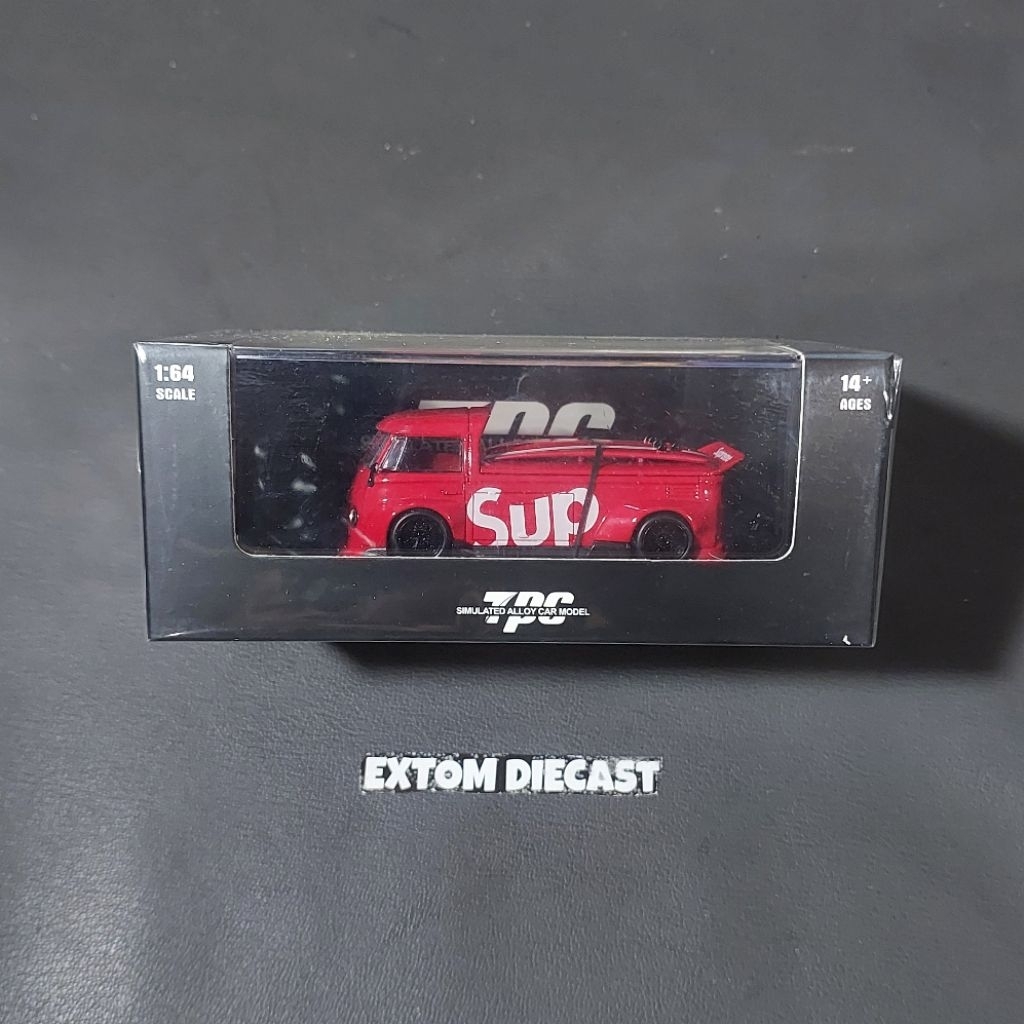 1:64
SCALE
14+
AGES
TPC
Sup
TPC
SIMULATED ALLOY CAR MODEL
EXTOM DIECAST